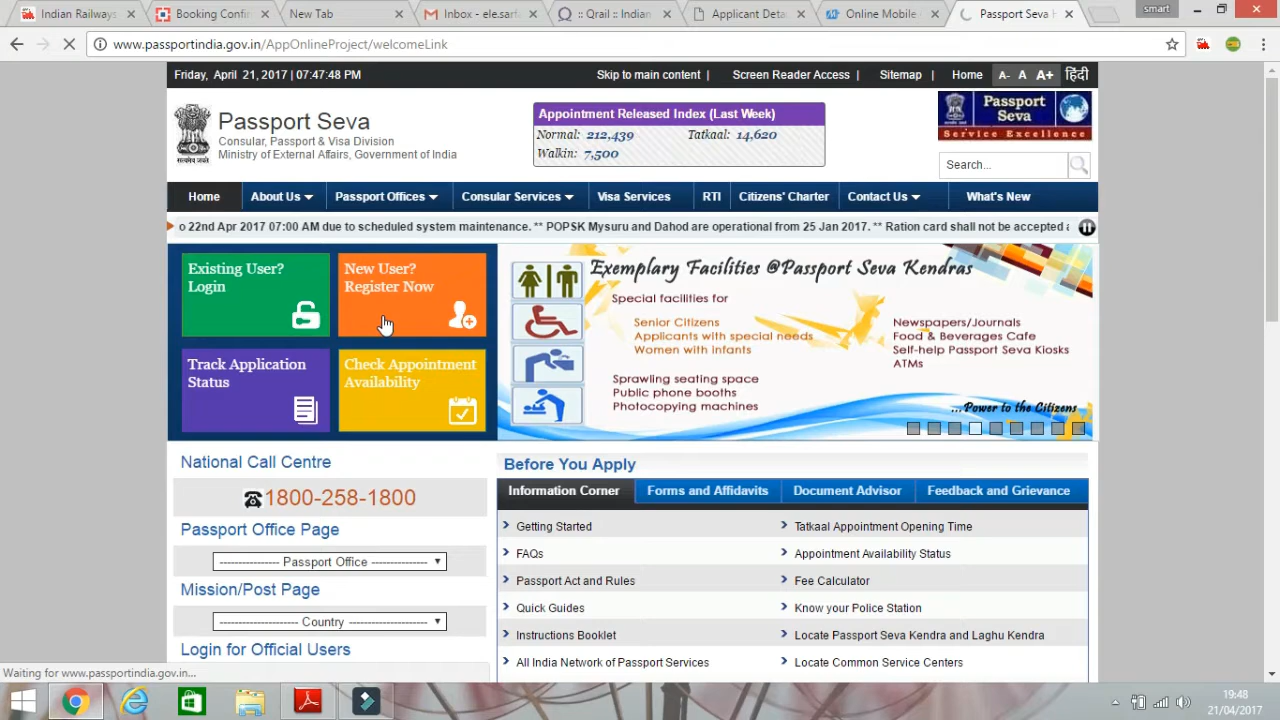 Indian Railways
Booking Confi
New Tab
Inbox - ele.sarf
:: Qrail :: Indian
Applicant Deta
Online Mobile
Passport Seva H
smart
www.passportindia.gov.in/AppOnlineProject/welcomeLink
Friday, April 21, 2017 | 07:47:48 PM
Skip to main content |
Screen Reader Access |
Sitemap |
Home
A- A A+
हिंदी
Passport Seva
Consular, Passport & Visa Division
Ministry of External Affairs, Government of India
Appointment Released Index (Last Week)
Normal: 212,439 Tatkaal: 14,620
Walkin: 7,500
Passport
Seva
Service Excellence
Search...
Home
About Us
Passport Offices
Consular Services
Visa Services
RTI
Citizens' Charter
Contact Us
What's New
o 22nd Apr 2017 07:00 AM due to scheduled system maintenance. ** POPSK Mysuru and Dahod are operational from 25 Jan 2017. ** Ration card shall not be accepted a
Existing User?
Login
New User?
Register Now
Track Application
Status
Check Appointment
Availability
Exemplary Facilities @Passport Seva Kendras
Special facilities for
Senior Citizens
Applicants with special needs
Women with infants
Sprawling seating space
Public phone booths
Photocopying machines
Newspapers/Journals
Food & Beverages Cafe
Self-help Passport Seva Kiosks
ATMs
...Power to the Citizens
National Call Centre
1800-258-1800
Passport Office Page
---------------- Passport Office ---------------
Mission/Post Page
--------------------- Country --------------------
Login for Official Users
Before You Apply
Information Corner
Forms and Affidavits
Document Advisor
Feedback and Grievance
Getting Started
Tatkaal Appointment Opening Time
FAQs
Appointment Availability Status
Passport Act and Rules
Fee Calculator
Quick Guides
Know your Police Station
Instructions Booklet
Locate Passport Seva Kendra and Laghu Kendra
All India Network of Passport Services
Locate Common Service Centers
Waiting for www.passportindia.gov.in...
19:48
21/04/2017